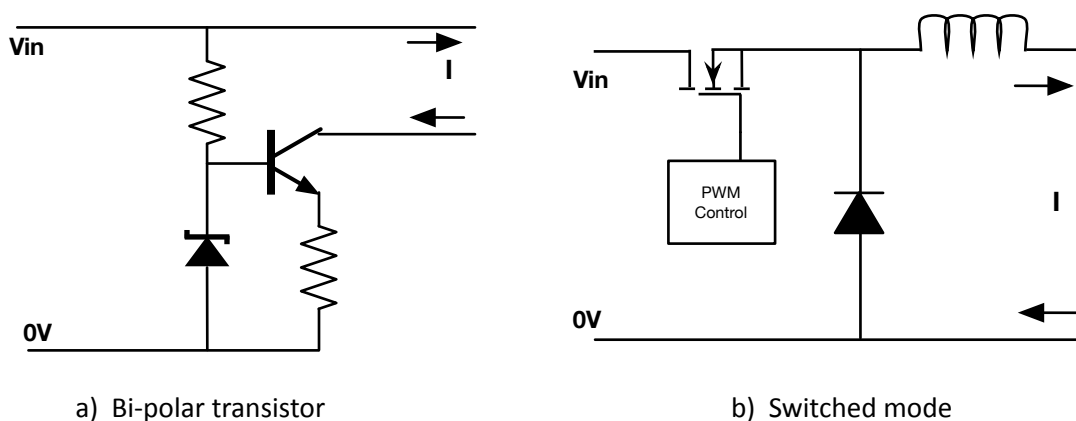 Vin
I
0V
a) Bi-polar transistor
Vin
PWM
Control
I
0V
b) Switched mode